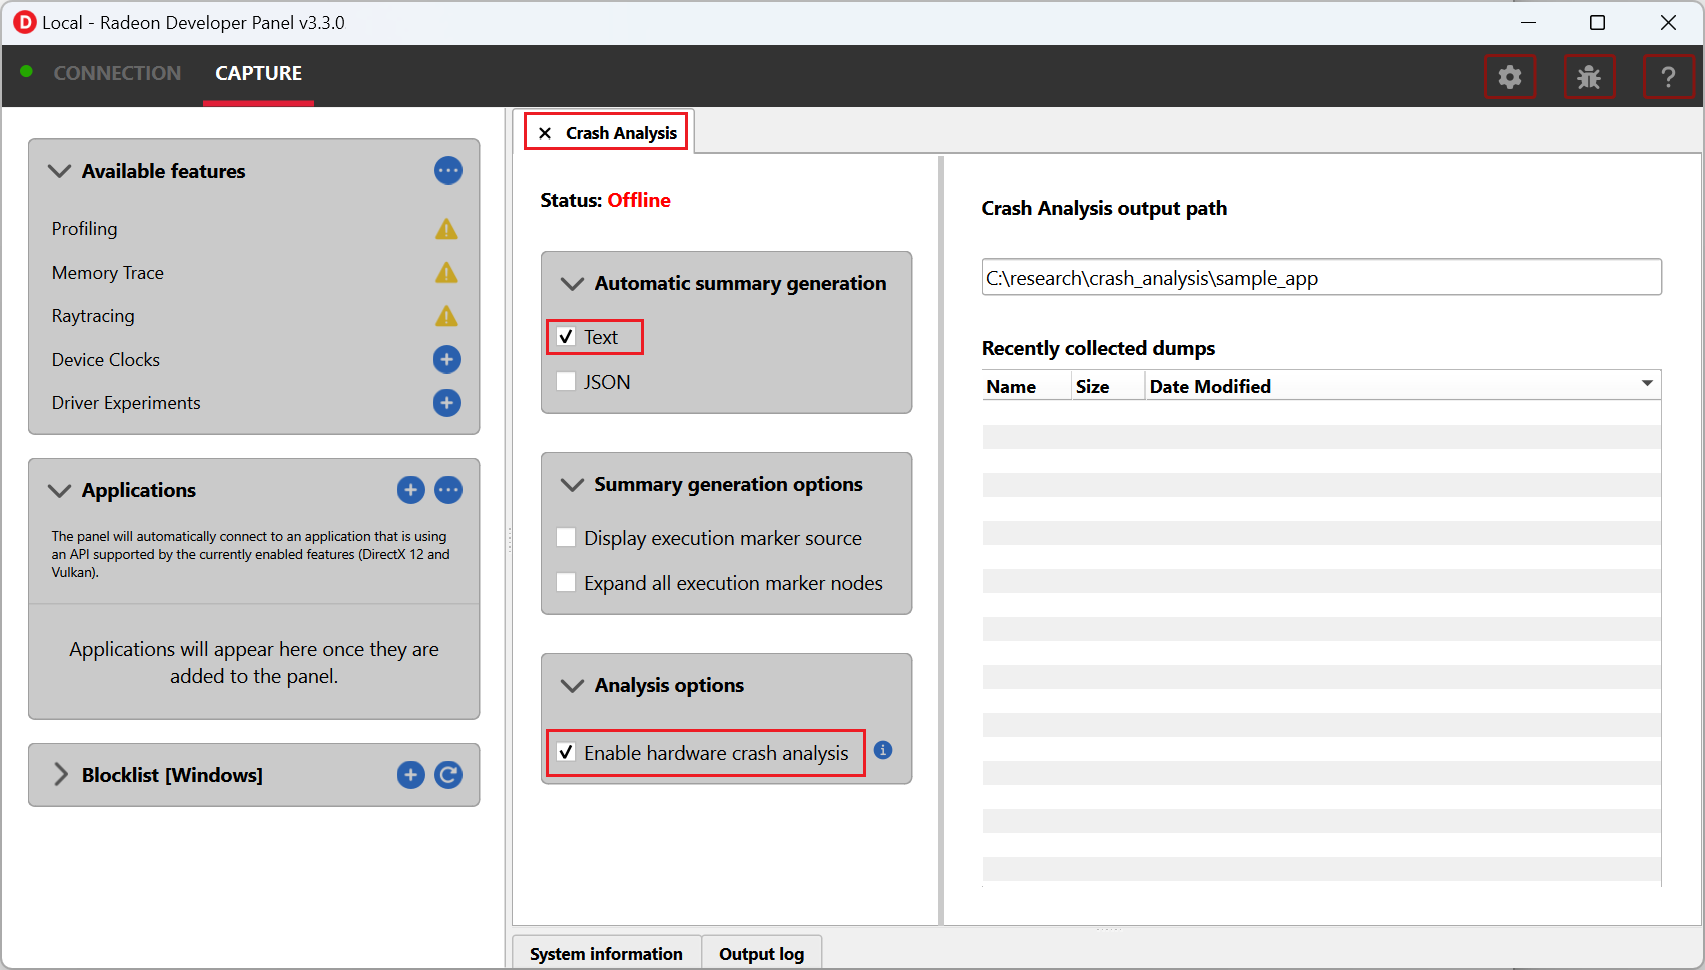 Local - Radeon Developer Panel v3.3.0
CONNECTION
CAPTURE
?
Available features
Profiling
Memory Trace
Raytracing
Device Clocks
Driver Experiments
Applications
The panel will automatically connect to an application that is using
an API supported by the currently enabled features (DirectX 12 and
Vulkan).
Applications will appear here once they are
added to the panel.
Blocklist [Windows]
Crash Analysis
Status: Offline
Automatic summary generation
Text
JSON
Summary generation options
Display execution marker source
Expand all execution marker nodes
Analysis options
Enable hardware crash analysis
Crash Analysis output path
C:\research\crash_analysis\sample_app
Recently collected dumps
Name Size Date Modified
System information
Output log